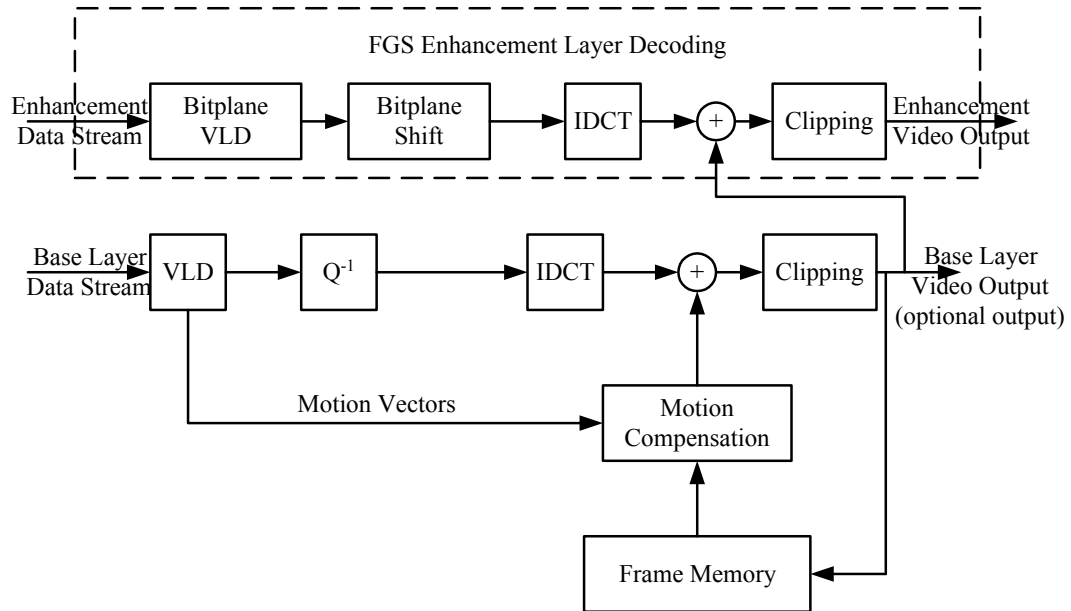 FGS Enhancement Layer Decoding
Enhancement
Data Stream
Bitplane
VLD
Bitplane
Shift
IDCT
+
Clipping
Enhancement
Video Output
Base Layer
Data Stream
VLD
Q⁻¹
IDCT
+
Clipping
Base Layer
Video Output
(optional output)
Motion Vectors
Motion
Compensation
Frame Memory